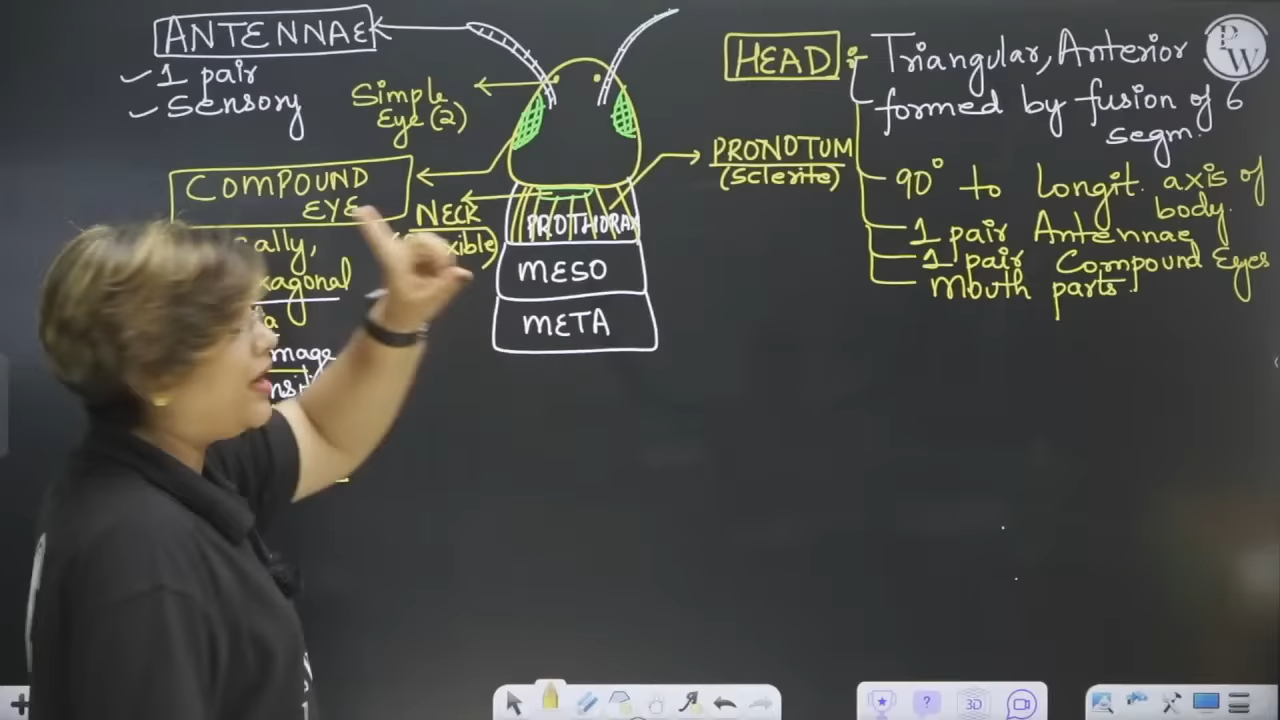 ANTENNAE
1 pair
Sensory
Simple
Eye (2)
COMPOUND
EYE
NECK
PROTHORAX
MESO
META
PRONOTUM
(Sclerite)
HEAD :
Triangular, Anterior
formed by fusion of 6
segm.
90° to Longit. axis of
body.
1 pair Antennae
1 pair Compound Eyes
Mouth parts.
PW
?
3D